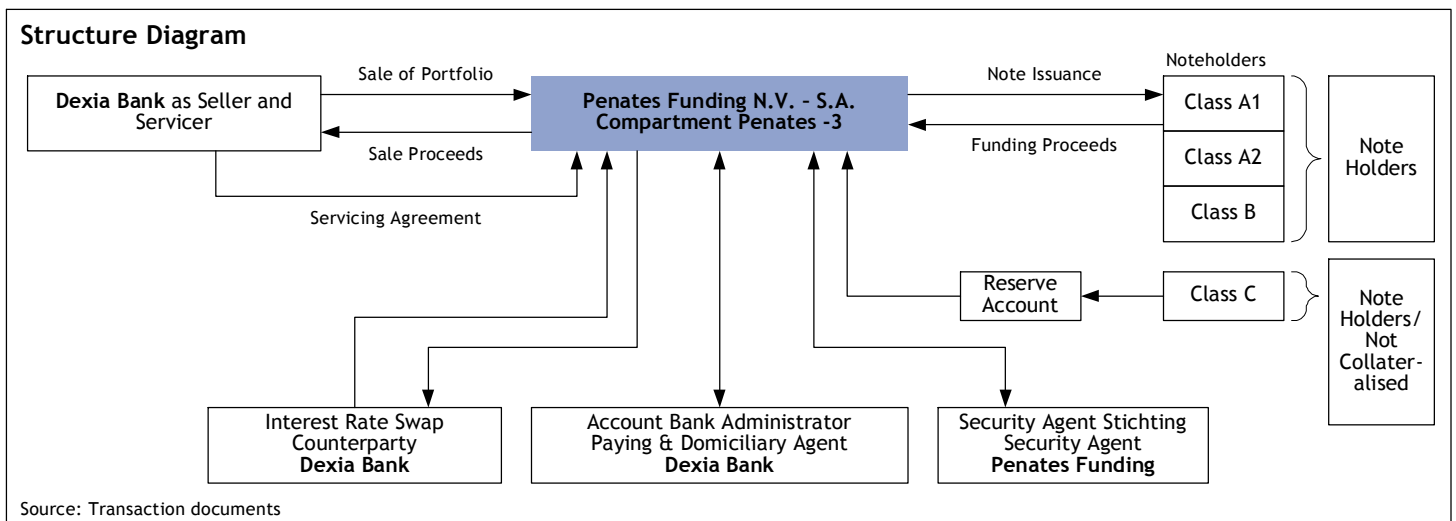 Structure Diagram
Sale of Portfolio
Note Issuance
Noteholders
Dexia Bank as Seller and
Servicer
Penates Funding N.V. – S.A.
Compartment Penates -3
Class A1
Class A2
Class B
Note
Holders
Sale Proceeds
Funding Proceeds
Servicing Agreement
Reserve
Account
Class C
Note
Holders/
Not
Collater-
alised
Interest Rate Swap
Counterparty
Dexia Bank
Account Bank Administrator
Paying & Domiciliary Agent
Dexia Bank
Security Agent Stichting
Security Agent
Penates Funding
Source: Transaction documents